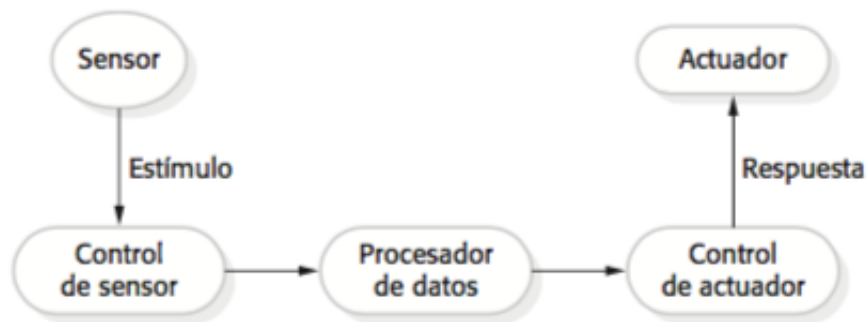 Sensor
Actuador
Estímulo
Respuesta
Control
de sensor
Procesador
de datos
Control
de actuador